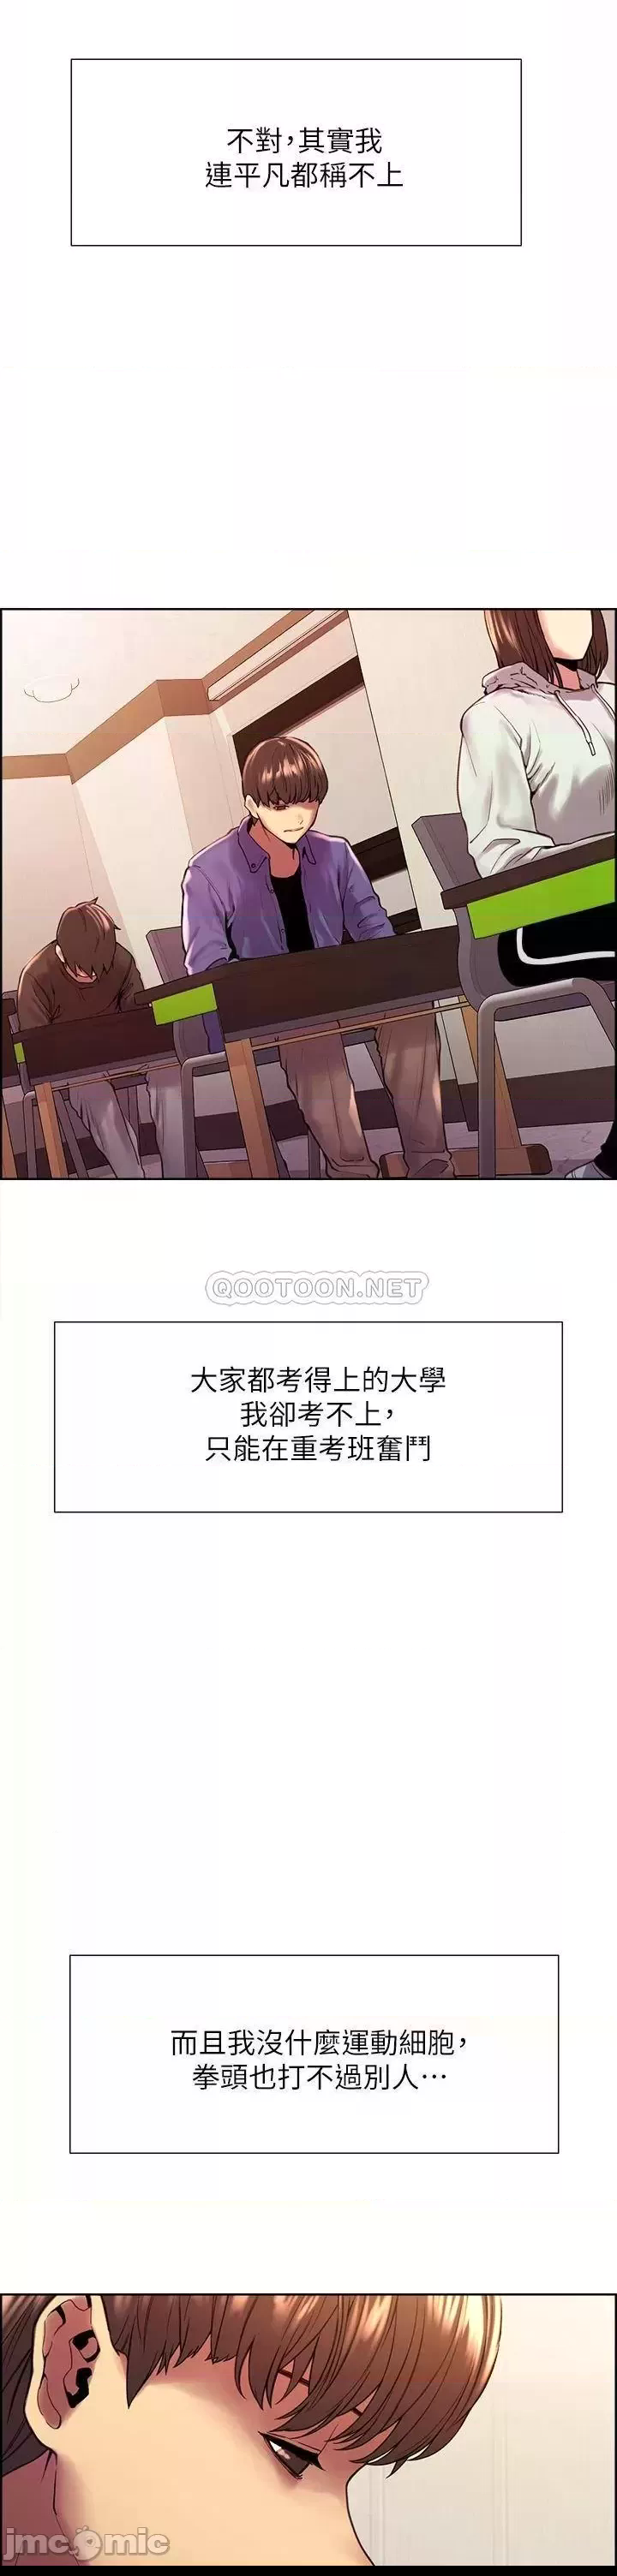 不對,其實我
連平凡都稱不上
QOOTOON.NET
大家都考得上的大學
我卻考不上,
只能在重考班奮鬥
而且我沒什麼運動細胞,
拳頭也打不過別人…
jmcomic